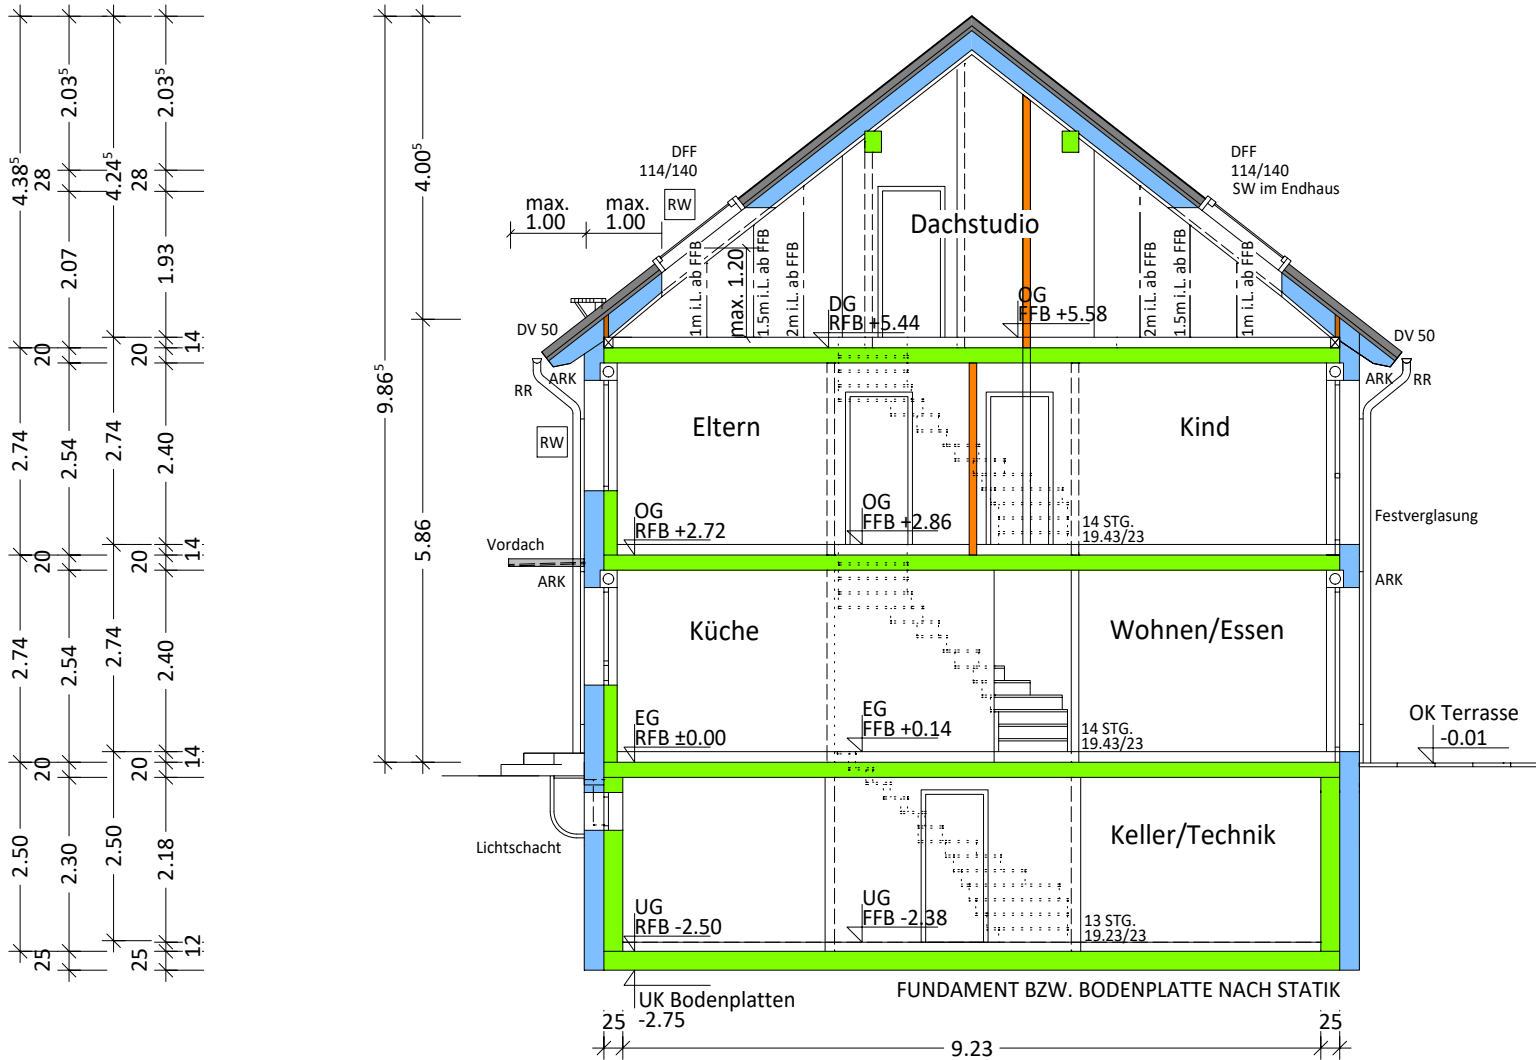 2.03⁵
2.03⁵
4.38⁵
28
4.24⁵
28
2.07
1.93
20
20
14
2.74
2.54
2.74
2.40
20
20
14
2.74
2.54
2.74
2.40
20
20
14
2.50
2.30
2.50
2.18
25
25
12
4.00⁵
9.86⁵
5.86
max.
1.00
max.
1.00
RW
DFF
114/140
DFF
114/140
SW im Endhaus
Dachstudio
1m i.L. ab FFB
max. 1.20
1.5m i.L. ab FFB
2m i.L. ab FFB
2m i.L. ab FFB
1.5m i.L. ab FFB
1m i.L. ab FFB
DG
RFB +5.44
OG
FFB +5.58
DV 50
DV 50
ARK
RR
ARK
RR
RW
Eltern
Kind
OG
RFB +2.72
OG
FFB +2.86
14 STG.
19.43/23
Festverglasung
Vordach
ARK
ARK
Küche
Wohnen/Essen
EG
RFB ±0.00
EG
FFB +0.14
14 STG.
19.43/23
OK Terrasse
-0.01
Lichtschacht
Keller/Technik
UG
RFB -2.50
UG
FFB -2.38
13 STG.
19.23/23
UK Bodenplatten
-2.75
FUNDAMENT BZW. BODENPLATTE NACH STATIK
25
9.23
25